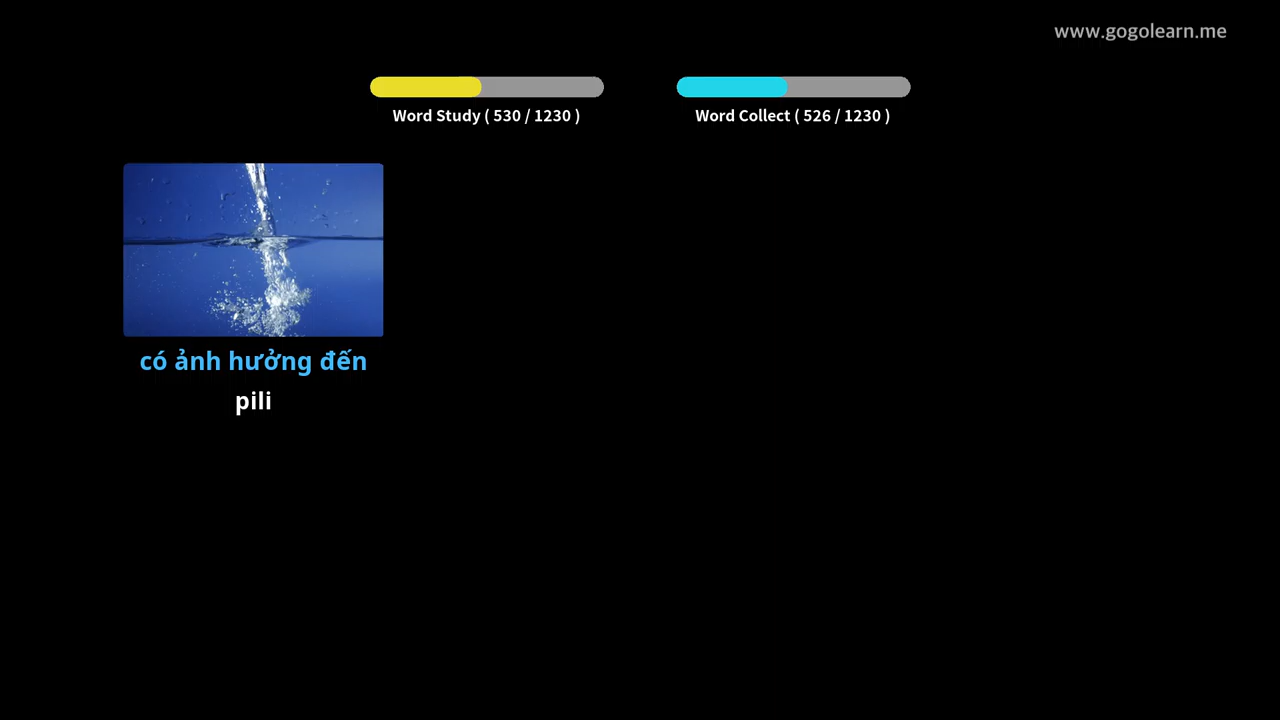 www.gogolearn.me
Word Study ( 530 / 1230 )
Word Collect ( 526 / 1230 )
có ảnh hưởng đến
pili